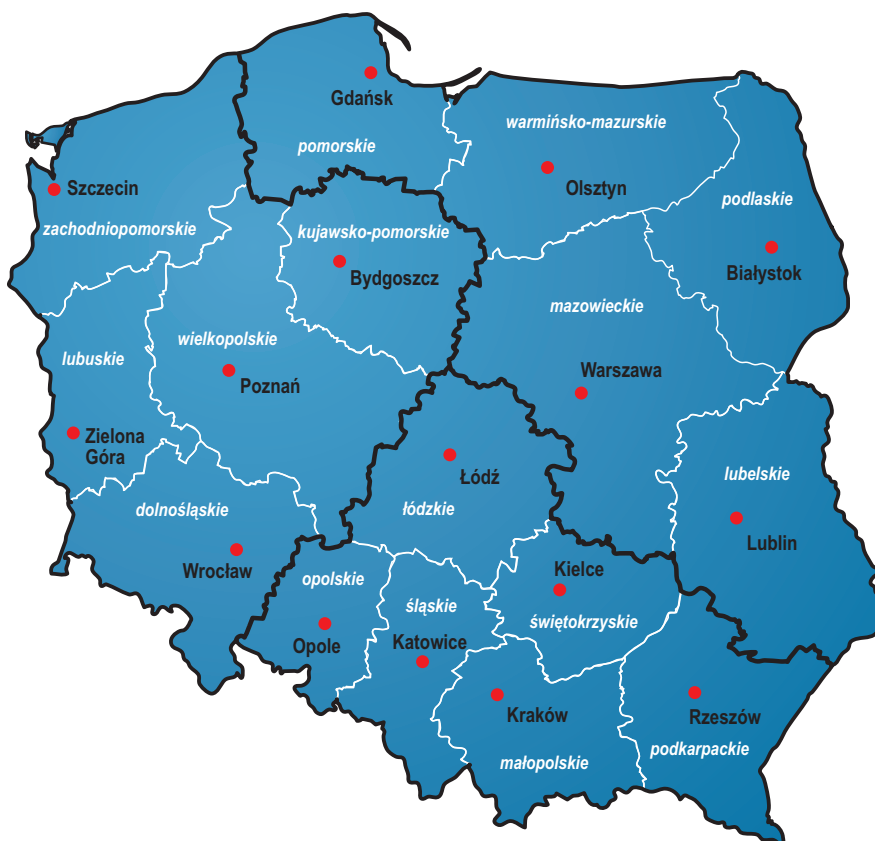 Gdańsk
pomorskie
warmińsko-mazurskie
Olsztyn
Szczecin
zachodniopomorskie
podlaskie
Białystok
kujawsko-pomorskie
Bydgoszcz
mazowieckie
Warszawa
lubuskie
Zielona
Góra
wielkopolskie
Poznań
Łódź
łódzkie
lubelskie
Lublin
dolnośląskie
Wrocław
opolskie
Opole
śląskie
Katowice
Kielce
świętokrzyskie
Kraków
małopolskie
Rzeszów
podkarpackie